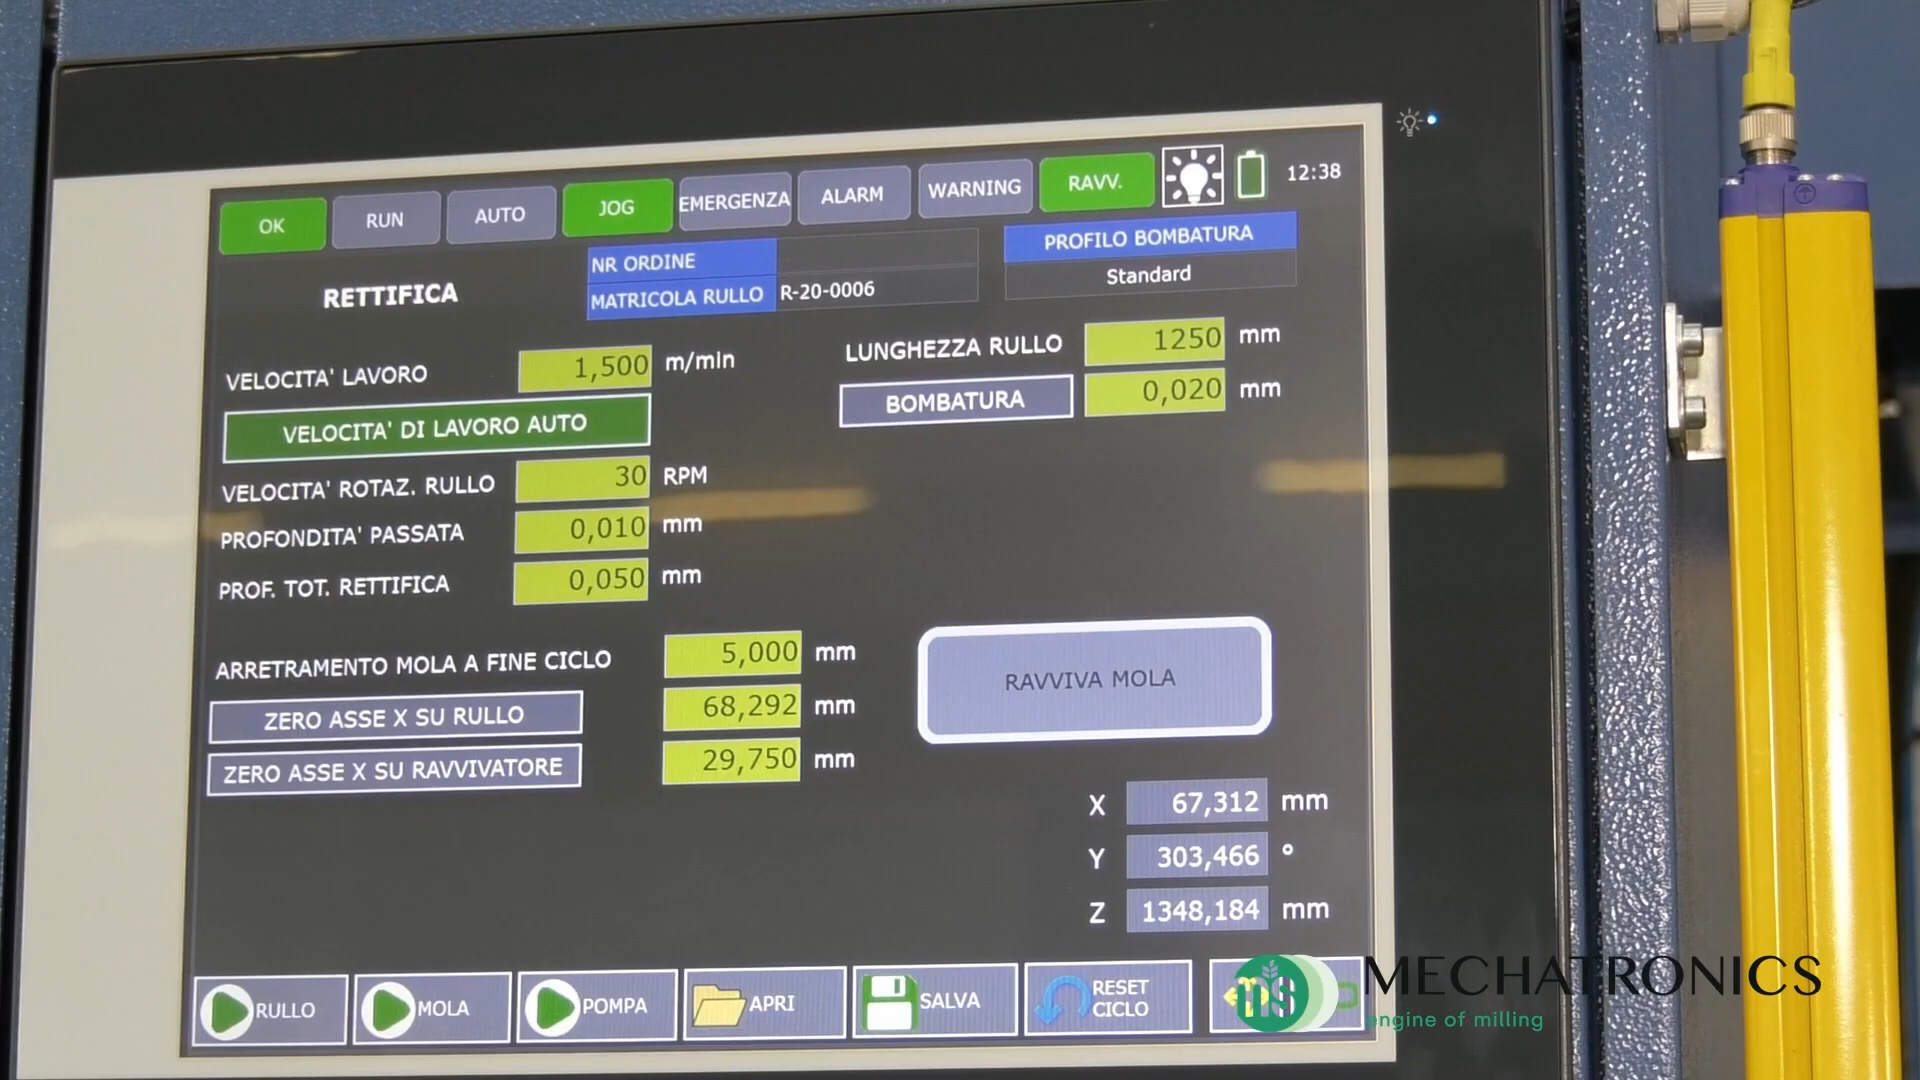 OK RUN AUTO JOG EMERGENZA ALARM WARNING RAVV. 12:38
RETTIFICA
NR ORDINE
MATRICOLA RULLO R-20-0006
PROFILO BOMBATURA
Standard
VELOCITA' LAVORO 1,500 m/min
VELOCITA' DI LAVORO AUTO
VELOCITA' ROTAZ. RULLO 30 RPM
PROFONDITA' PASSATA 0,010 mm
PROF. TOT. RETTIFICA 0,050 mm
LUNGHEZZA RULLO 1250 mm
BOMBATURA 0,020 mm
ARRETRAMENTO MOLA A FINE CICLO 5,000 mm
ZERO ASSE X SU RULLO 68,292 mm
ZERO ASSE X SU RAVVIVATORE 29,750 mm
RAVVIVA MOLA
X 67,312 mm
Y 303,466 °
Z 1348,184 mm
RULLO MOLA POMPA APRI SALVA RESET CICLO
ms MECHATRONICS
engine of milling